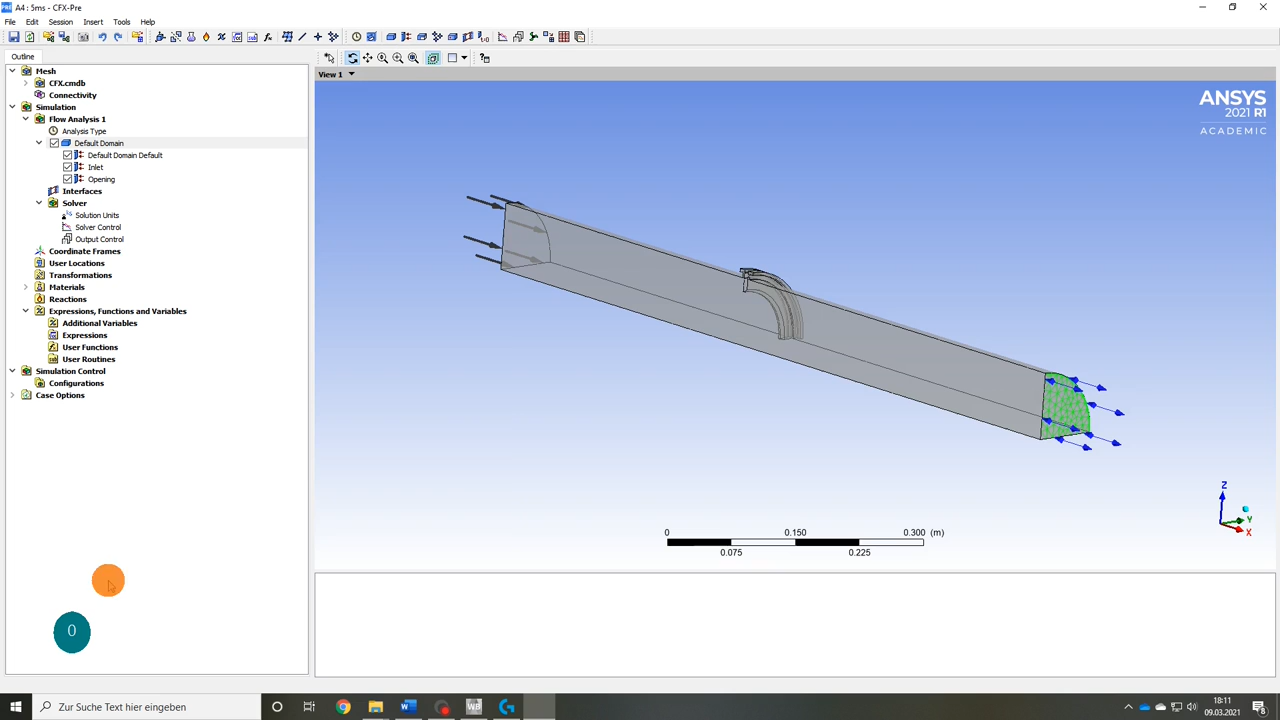 A4 : 5ms - CFX-Pre
File Edit Session Insert Tools Help
Outline
Mesh
CFX.cmdb
Connectivity
Simulation
Flow Analysis 1
Analysis Type
Default Domain
Default Domain Default
Inlet
Opening
Interfaces
Solver
Solution Units
Solver Control
Output Control
Coordinate Frames
User Locations
Transformations
Materials
Reactions
Expressions, Functions and Variables
Additional Variables
Expressions
User Functions
User Routines
Simulation Control
Configurations
Case Options
0
View 1
ANSYS
2021 R1
ACADEMIC
0 0.150 0.300 (m)
0.075 0.225
Z
Y
X
Zur Suche Text hier eingeben
18:11
09.03.2021
8